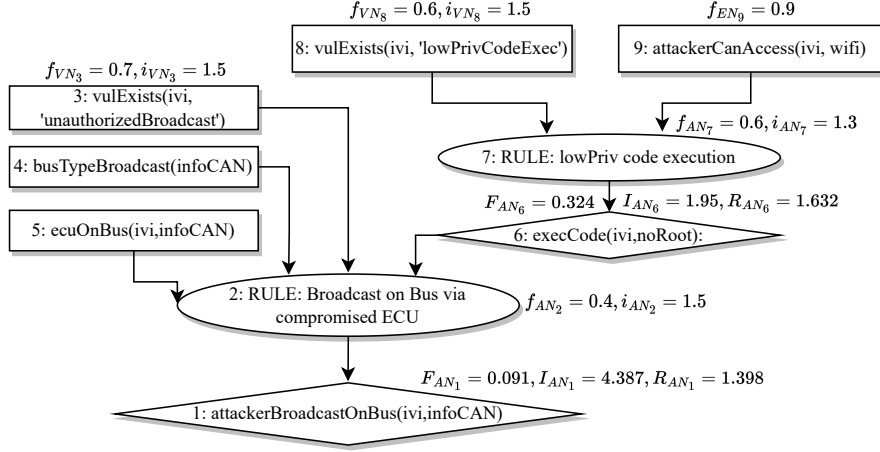 f_{VN_8} = 0.6, i_{VN_8} = 1.5
f_{EN_9} = 0.9
8: vulExists(ivi, 'lowPrivCodeExec')
9: attackerCanAccess(ivi, wifi)
f_{VN_3} = 0.7, i_{VN_3} = 1.5
3: vulExists(ivi,
'unauthorizedBroadcast')
f_{AN_7} = 0.6, i_{AN_7} = 1.3
4: busTypeBroadcast(infoCAN)
7: RULE: lowPriv code execution
F_{AN_6} = 0.324
I_{AN_6} = 1.95, R_{AN_6} = 1.632
5: ecuOnBus(ivi,infoCAN)
6: execCode(ivi,noRoot):
2: RULE: Broadcast on Bus via
compromised ECU
f_{AN_2} = 0.4, i_{AN_2} = 1.5
F_{AN_1} = 0.091, I_{AN_1} = 4.387, R_{AN_1} = 1.398
1: attackerBroadcastOnBus(ivi,infoCAN)